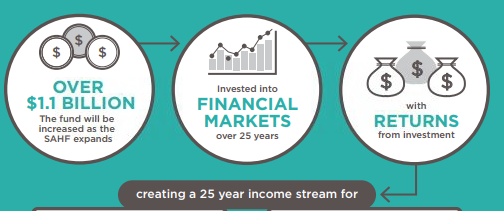 $ $ $
OVER
$1.1 BILLION
The fund will be
increased as the
SAHF expands
Invested into
FINANCIAL
MARKETS
over 25 years
$ $ $
with
RETURNS
from investment
creating a 25 year income stream for